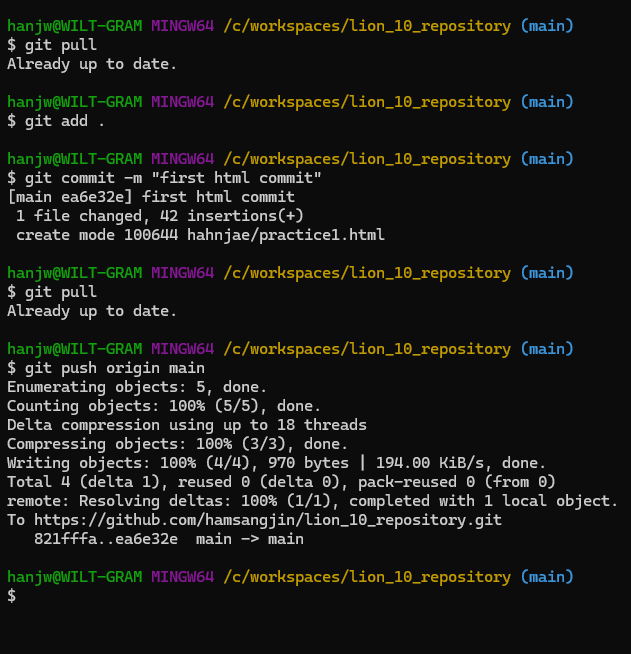 hanjw@WILT-GRAM MINGW64 /c/workspaces/lion_10_repository (main)
$ git pull
Already up to date.
hanjw@WILT-GRAM MINGW64 /c/workspaces/lion_10_repository (main)
$ git add .
hanjw@WILT-GRAM MINGW64 /c/workspaces/lion_10_repository (main)
$ git commit -m "first html commit"
[main ea6e32e] first html commit
 1 file changed, 42 insertions(+)
 create mode 100644 hahnjae/practice1.html
hanjw@WILT-GRAM MINGW64 /c/workspaces/lion_10_repository (main)
$ git pull
Already up to date.
hanjw@WILT-GRAM MINGW64 /c/workspaces/lion_10_repository (main)
$ git push origin main
Enumerating objects: 5, done.
Counting objects: 100% (5/5), done.
Delta compression using up to 18 threads
Compressing objects: 100% (3/3), done.
Writing objects: 100% (4/4), 970 bytes | 194.00 KiB/s, done.
Total 4 (delta 1), reused 0 (delta 0), pack-reused 0 (from 0)
remote: Resolving deltas: 100% (1/1), completed with 1 local object.
To https://github.com/hamsangjin/lion_10_repository.git
   821fffa..ea6e32e  main -> main
hanjw@WILT-GRAM MINGW64 /c/workspaces/lion_10_repository (main)
$